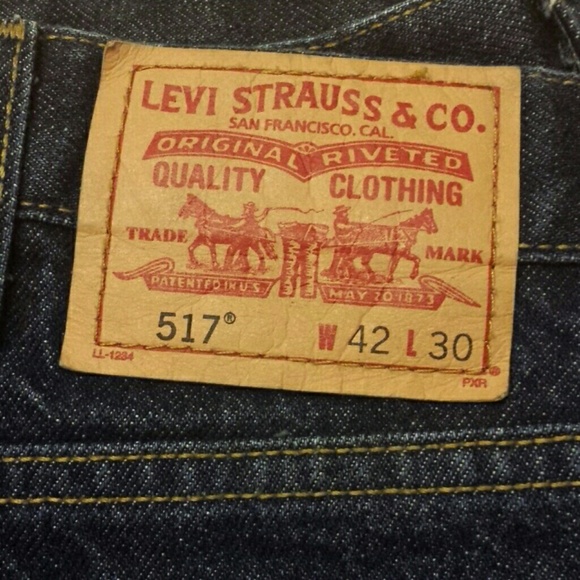 LEVI STRAUSS & CO.
SAN FRANCISCO, CAL.
ORIGINAL RIVETED
QUALITY CLOTHING
TRADE MARK
PATENTED IN U.S. MAY 20 1873
517® W 42 L 30
LL-1234 ®
PXR